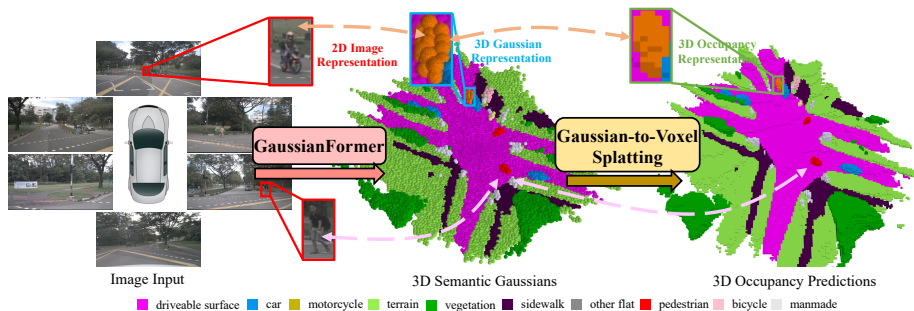 2D Image
Representation
3D Gaussian
Representation
3D Occupancy
Representation
GaussianFormer
Gaussian-to-Voxel
Splatting
Image Input
3D Semantic Gaussians
3D Occupancy Predictions
driveable surface car motorcycle terrain vegetation sidewalk other flat pedestrian bicycle manmade